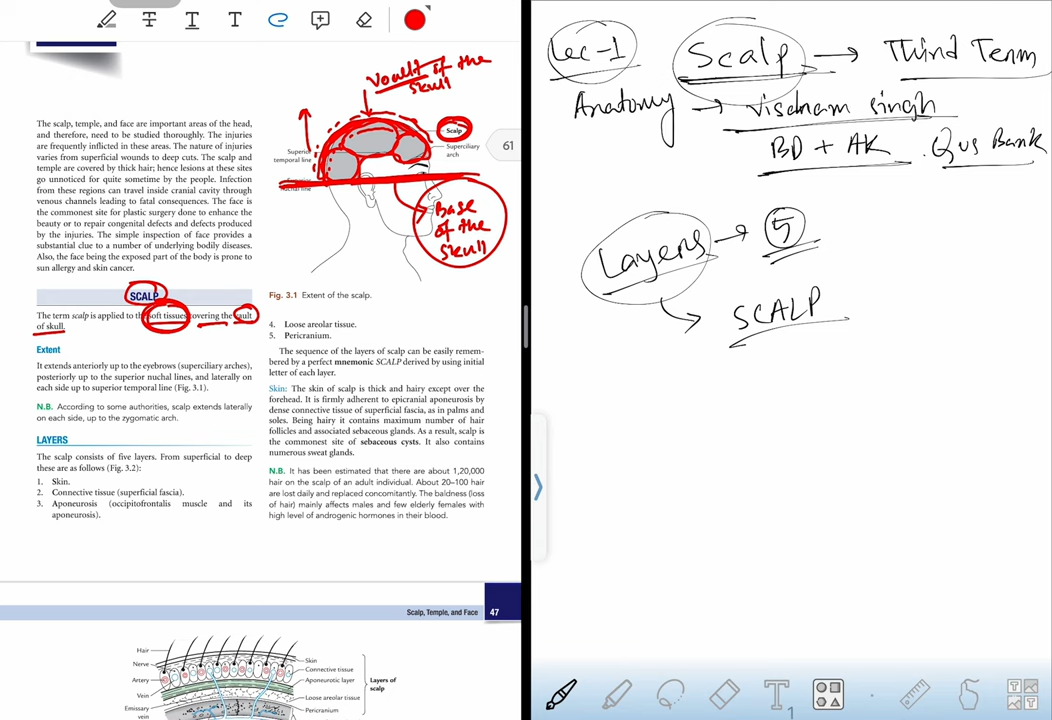 The scalp, temple, and face are important areas of the head,
and therefore, need to be studied thoroughly. The injuries
are frequently inflicted in these areas. The nature of injuries
varies from superficial wounds to deep cuts. The scalp and
temple are covered by thick hair; hence lesions at these sites
go unnoticed for quite sometime by the people. Infection
from these regions can travel inside cranial cavity through
venous channels leading to fatal consequences. The face is
the commonest site for plastic surgery done to enhance the
beauty or to repair congenital defects and defects produced
by the injuries. The simple inspection of face provides a
substantial clue to a number of underlying bodily diseases.
Also, the face being the exposed part of the body is prone to
sun allergy and skin cancer.
SCALP
The term scalp is applied to the soft tissues covering the vault
of skull.
Extent
It extends anteriorly up to the eyebrows (superciliary arches),
posteriorly up to the superior nuchal lines, and laterally on
each side up to superior temporal line (Fig. 3.1).
N.B. According to some authorities, scalp extends laterally
on each side, up to the zygomatic arch.
LAYERS
The scalp consists of five layers. From superficial to deep
these are as follows (Fig. 3.2):
1. Skin.
2. Connective tissue (superficial fascia).
3. Aponeurosis (occipitofrontalis muscle and its
aponeurosis).
Vault of the
skull
Scalp
Superciliary
arch
Superior
temporal line
Superior
nuchal line
Base
of the
skull
61
Fig. 3.1 Extent of the scalp.
4. Loose areolar tissue.
5. Pericranium.
The sequence of the layers of scalp can be easily remem-
bered by a perfect mnemonic SCALP derived by using initial
letter of each layer.
Skin: The skin of scalp is thick and hairy except over the
forehead. It is firmly adherent to epicranial aponeurosis by
dense connective tissue of superficial fascia, as in palms and
soles. Being hairy it contains maximum number of hair
follicles and associated sebaceous glands. As a result, scalp is
the commonest site of sebaceous cysts. It also contains
numerous sweat glands.
N.B. It has been estimated that there are about 1,20,000
hair on the scalp of an adult individual. About 20–100 hair
are lost daily and replaced concomitantly. The baldness (loss
of hair) mainly affects males and few elderly females with
high level of androgenic hormones in their blood.
Scalp, Temple, and Face 47
Hair
Nerve
Artery
Vein
Emissary
vein
Skin
Connective tissue
Aponeurotic layer
Loose areolar tissue
Pericranium
Layers of
scalp
Lec-1 Scalp → Third Term
Anatomy → Vishnam singh
BD + AK Qus Bank
Layers → 5
SCALP
T T T
T 1